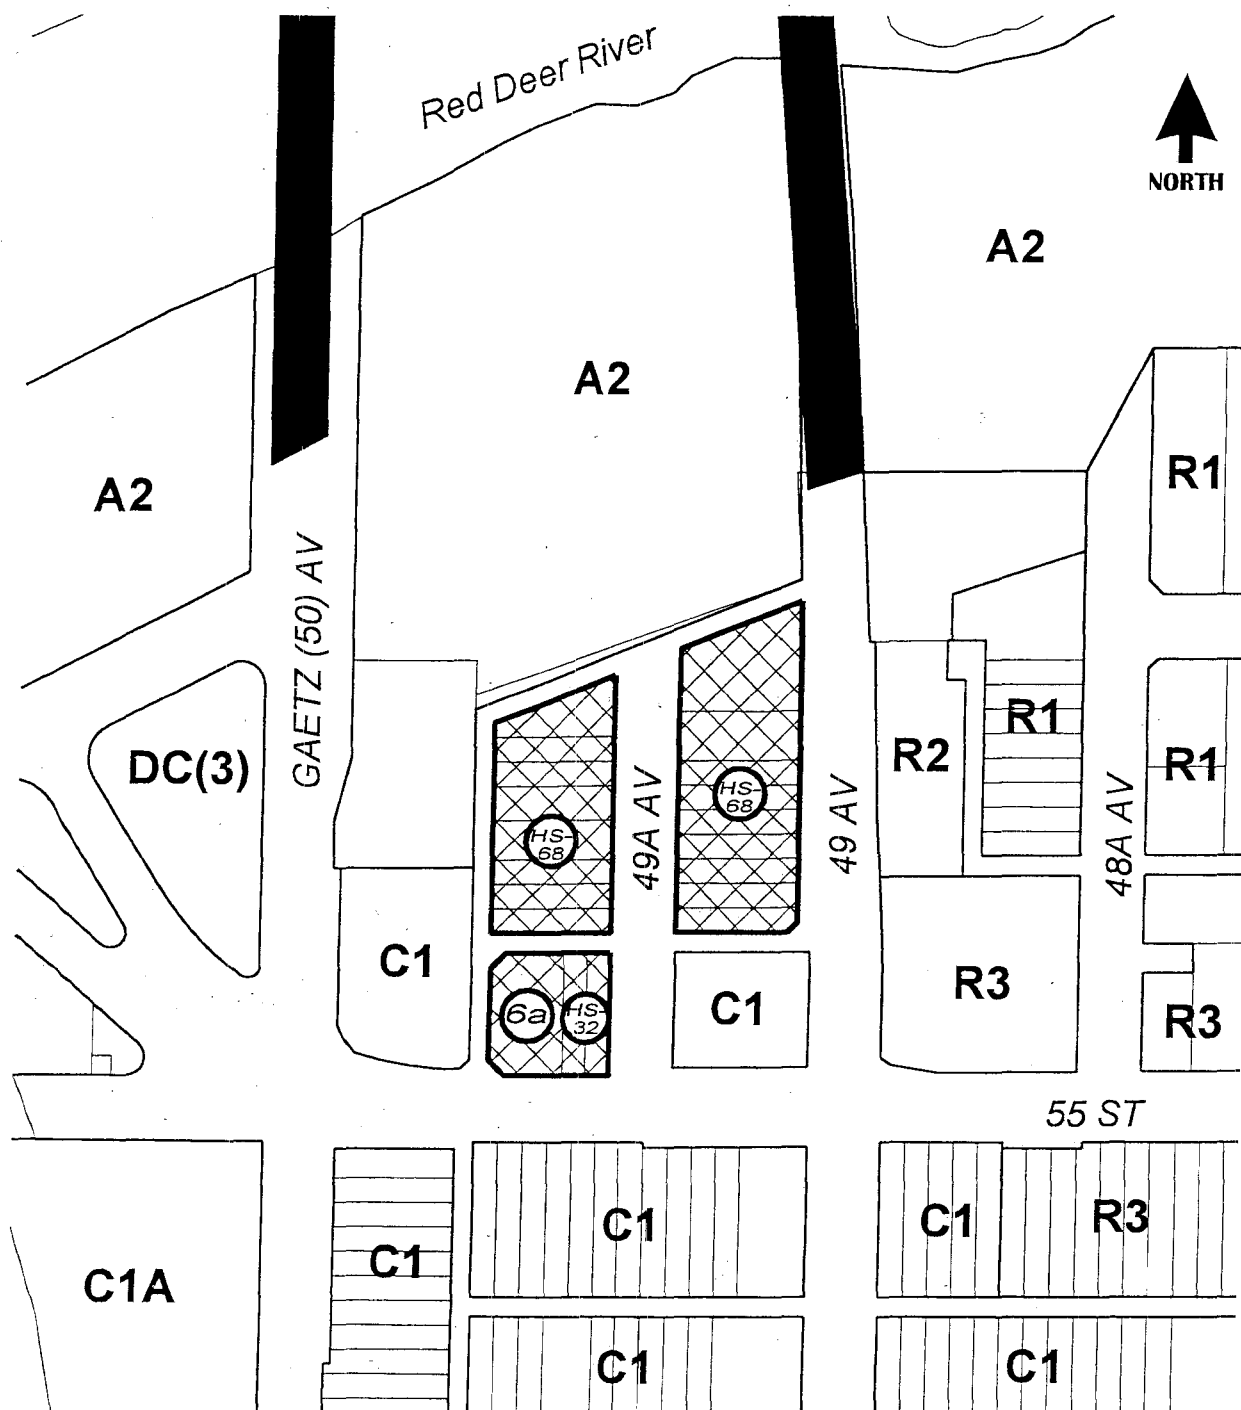 Red Deer River
NORTH
A2
A2
A2
R1
GAETZ (50) AV
DC(3)
R1
R2
R1
HS-
68
HS-
68
49A AV
49 AV
48A AV
C1
6a
HS-
32
C1
R3
R3
55 ST
C1A
C1
C1
C1
R3
C1
C1